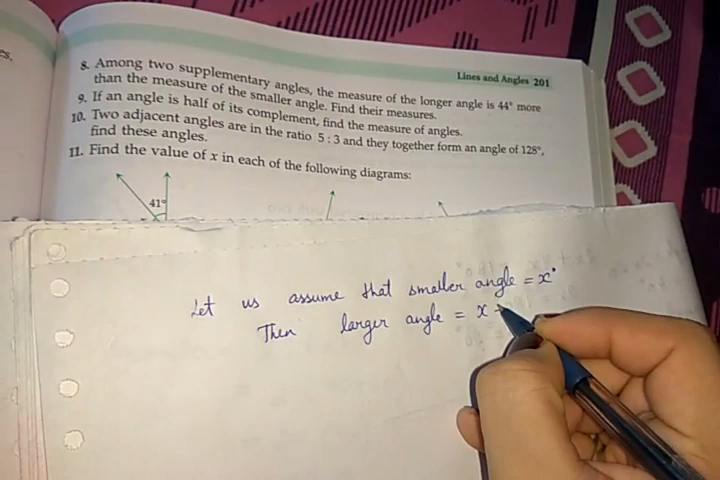 es,
Lines and Angles 201
8. Among two supplementary angles, the measure of the longer angle is 44° more
than the measure of the smaller angle. Find their measures.
9. If an angle is half of its complement, find the measure of angles.
10. Two adjacent angles are in the ratio 5 : 3 and they together form an angle of 128°,
find these angles.
11. Find the value of x in each of the following diagrams:
41°
Let us assume that smaller angle = x°
Then larger angle = x +